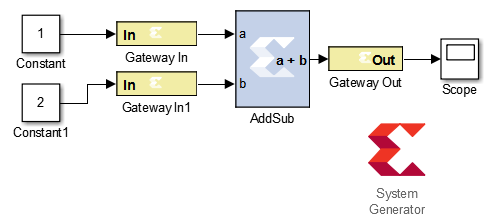 1
Constant
In
Gateway In
2
Constant1
In
Gateway In1
a
b
a + b
AddSub
Out
Gateway Out
Scope
System
Generator